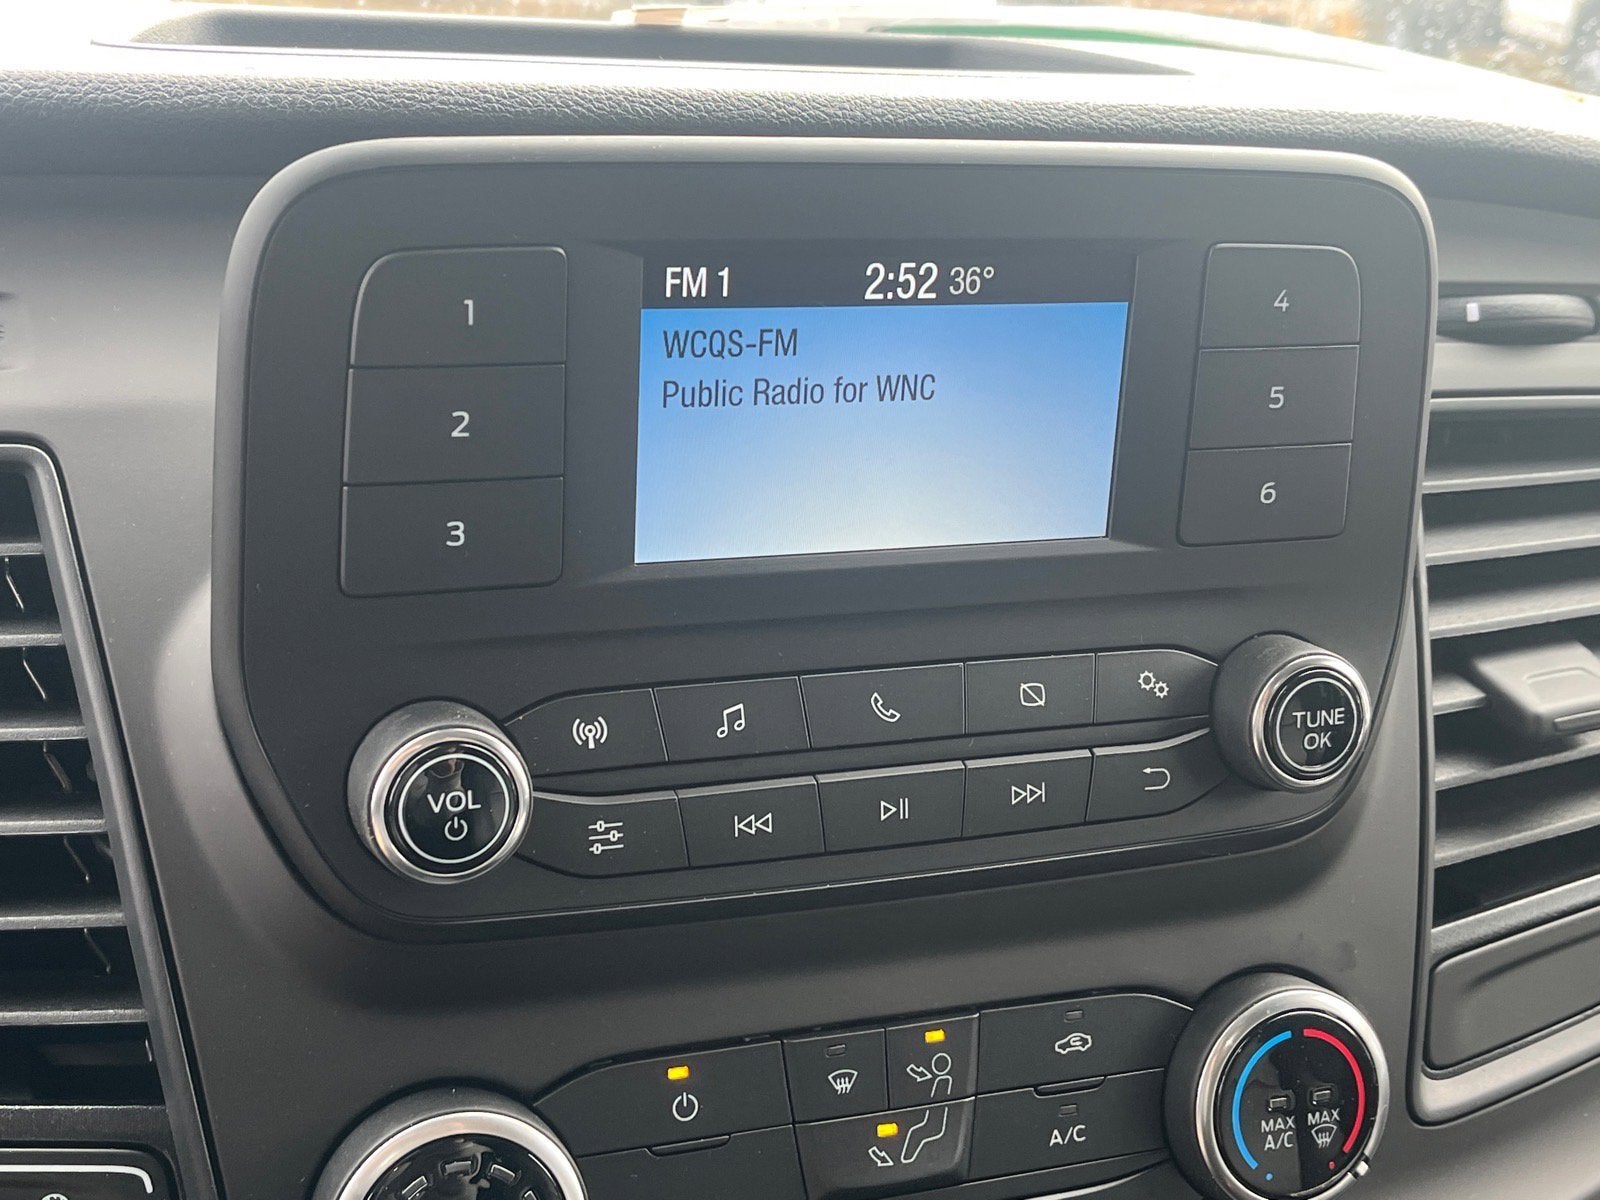 FM 1 2:52 36°
WCQS-FM
Public Radio for WNC
1
2
3
4
5
6
VOL
TUNE
OK
A/C
MAX
A/C
MAX